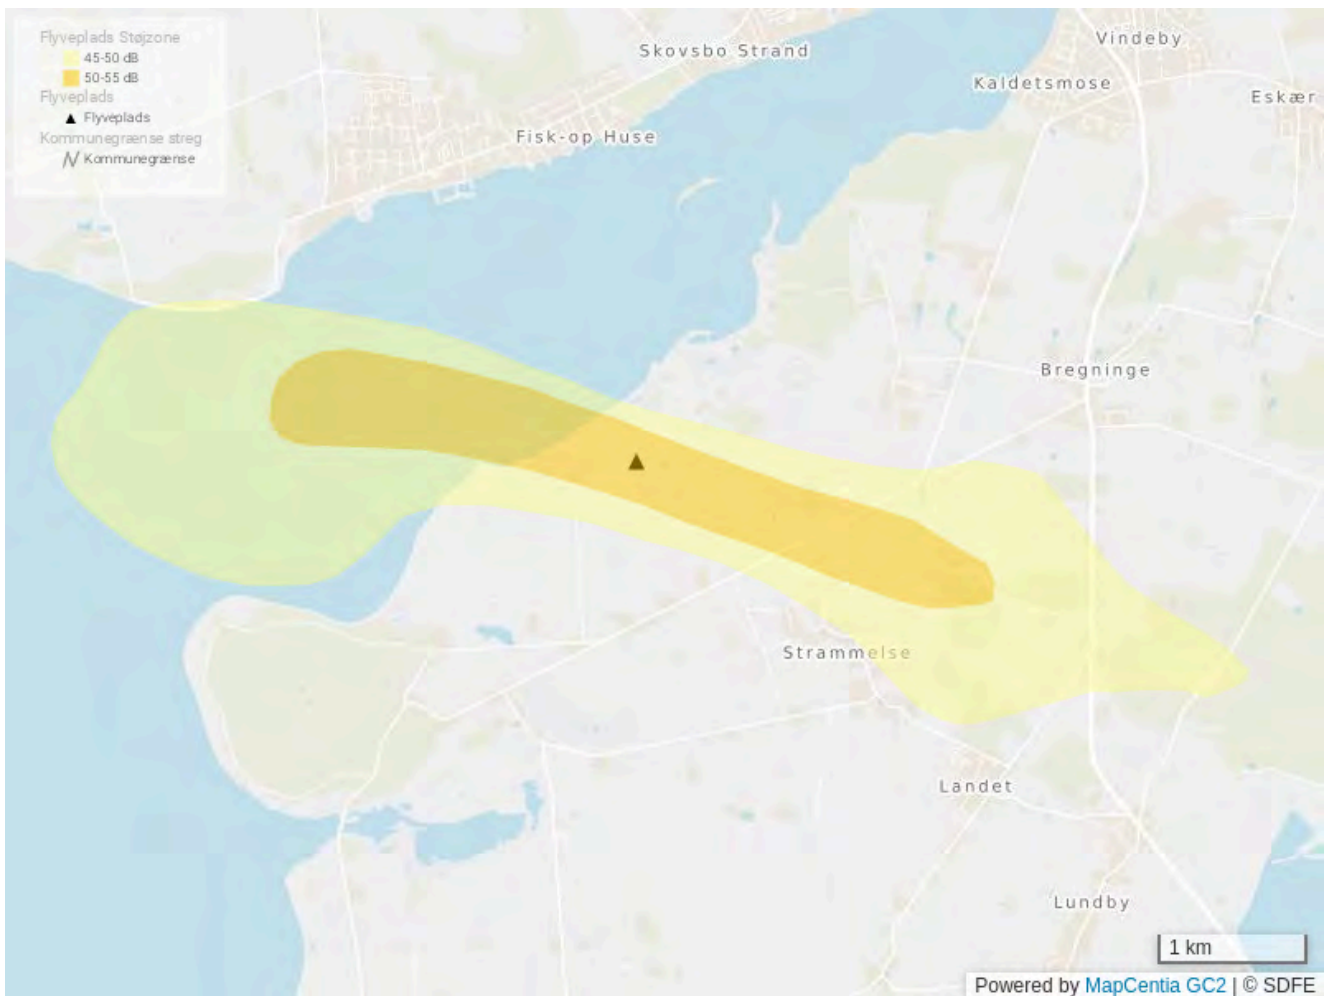 Flyveplads Støjzone
45-50 dB
50-55 dB
Flyveplads
Flyveplads
Kommunegrænse streg
Kommunegrænse
Vindeby
Skovsbo Strand
Kaldetsmose
Eskær
Fisk-op Huse
Bregninge
Strammelse
Landet
Lundby
1 km
Powered by MapCentia GC2 | © SDFE